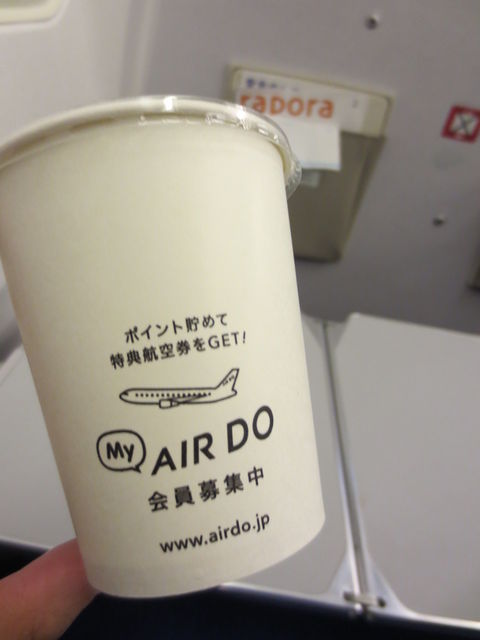 rapora
ポイント貯めて
特典航空券をGET!
My AIR DO
会員募集中
www.airdo.jp